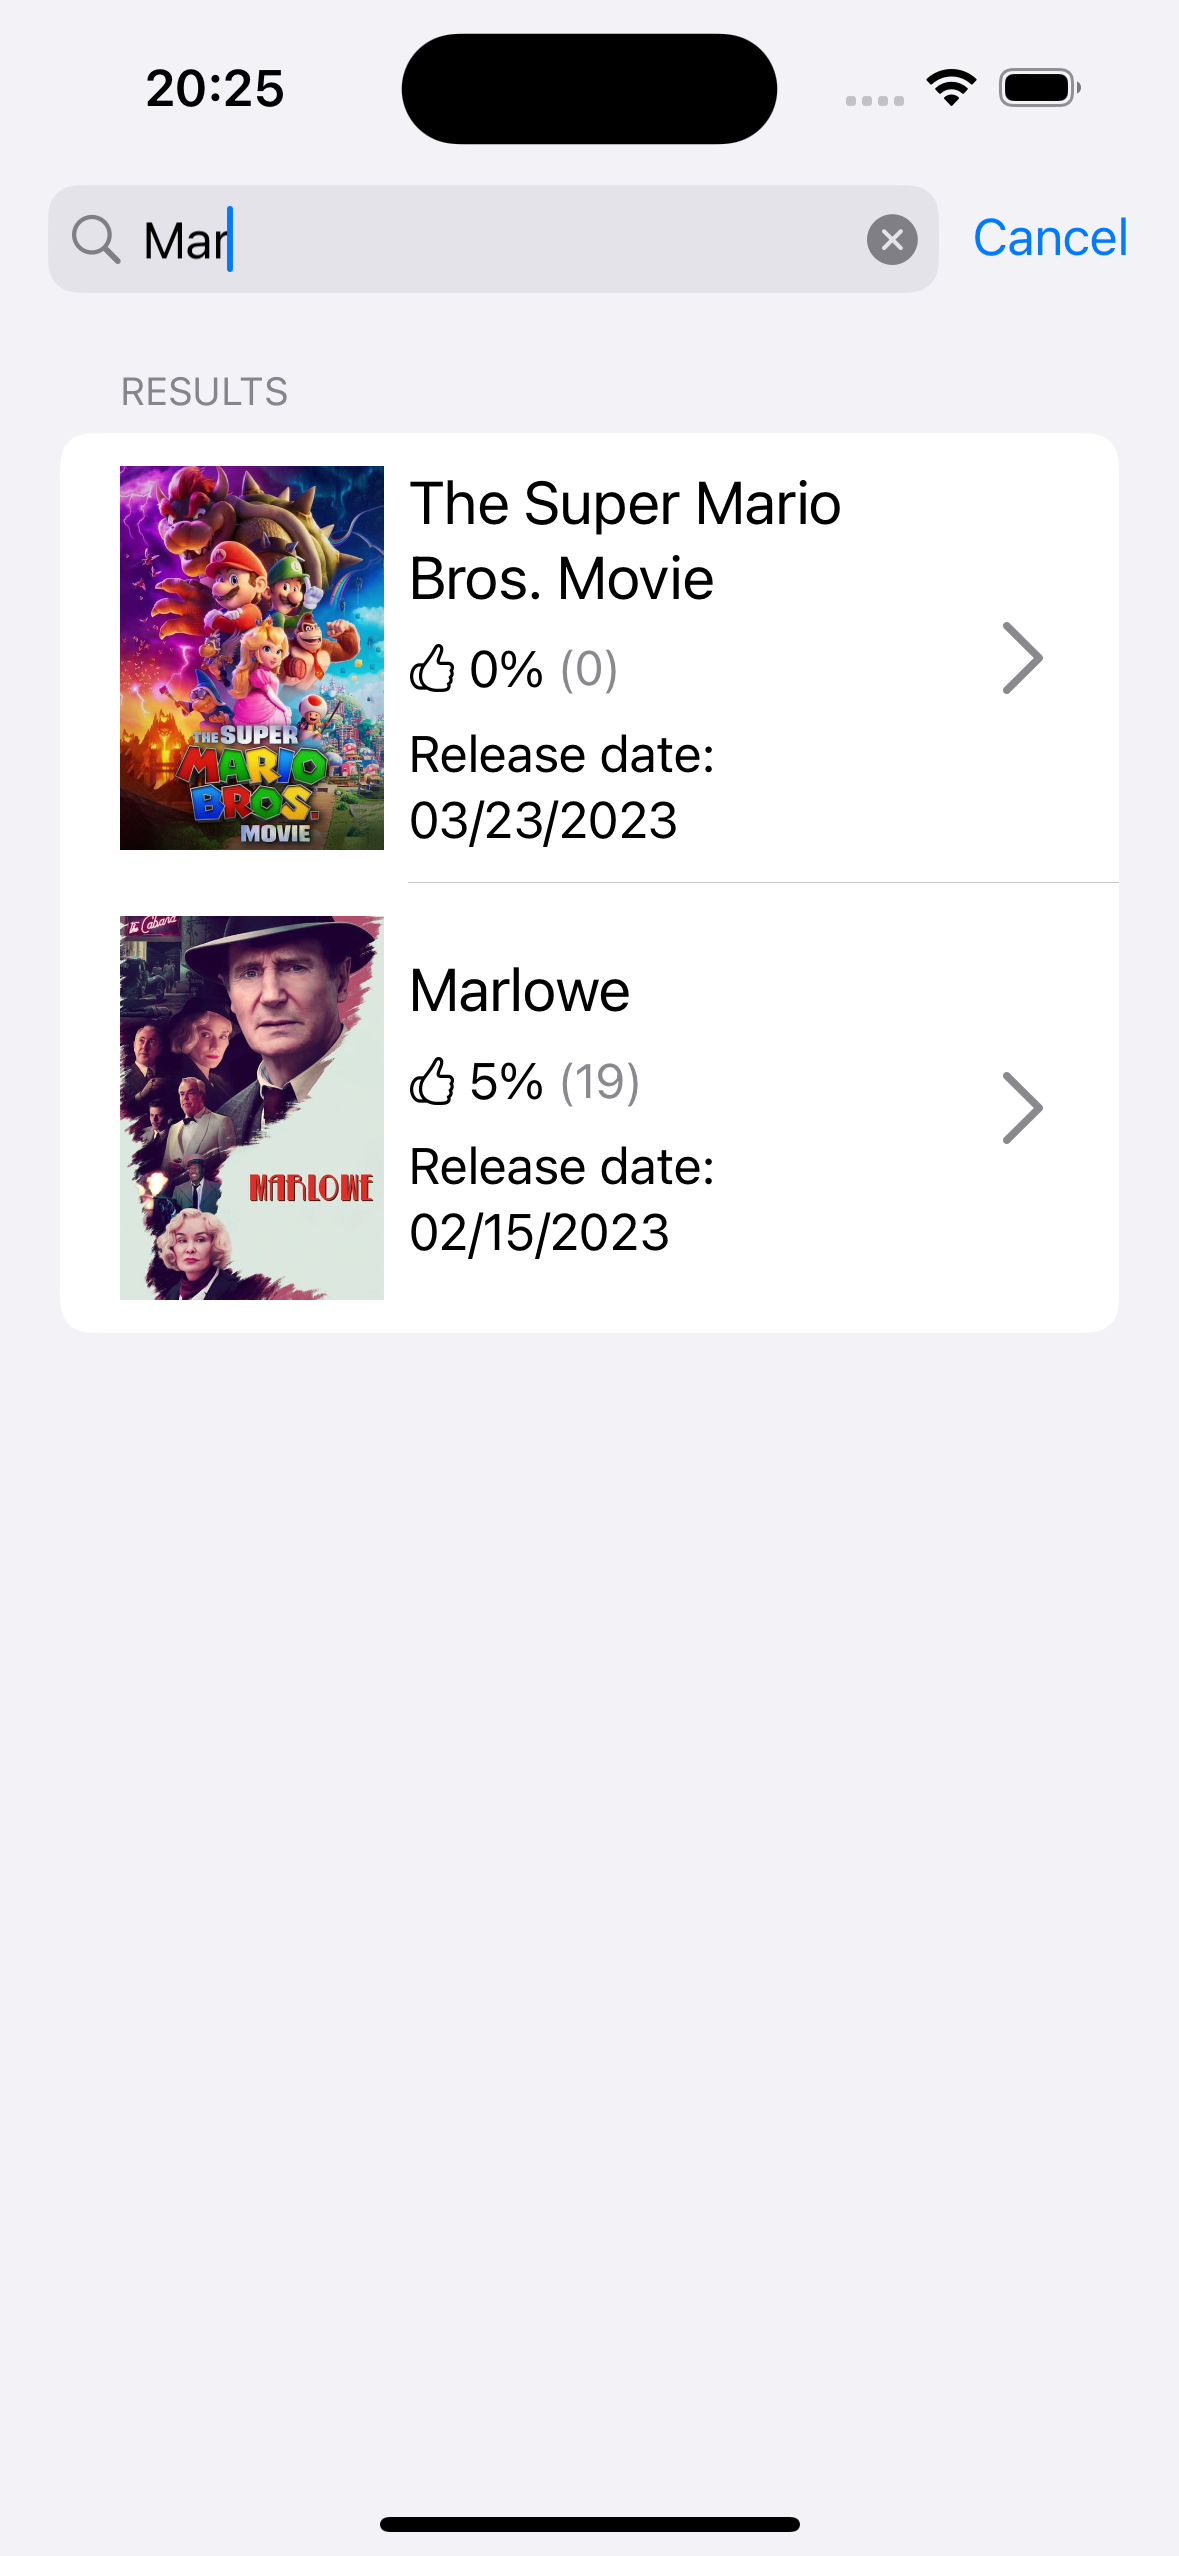 20:25
Mar
Cancel
RESULTS
The Super Mario
Bros. Movie
0% (0)
Release date:
03/23/2023
THE SUPER
MARIO
BROS.
MOVIE
The Cabana
Marlowe
5% (19)
Release date:
02/15/2023
MARLOWE